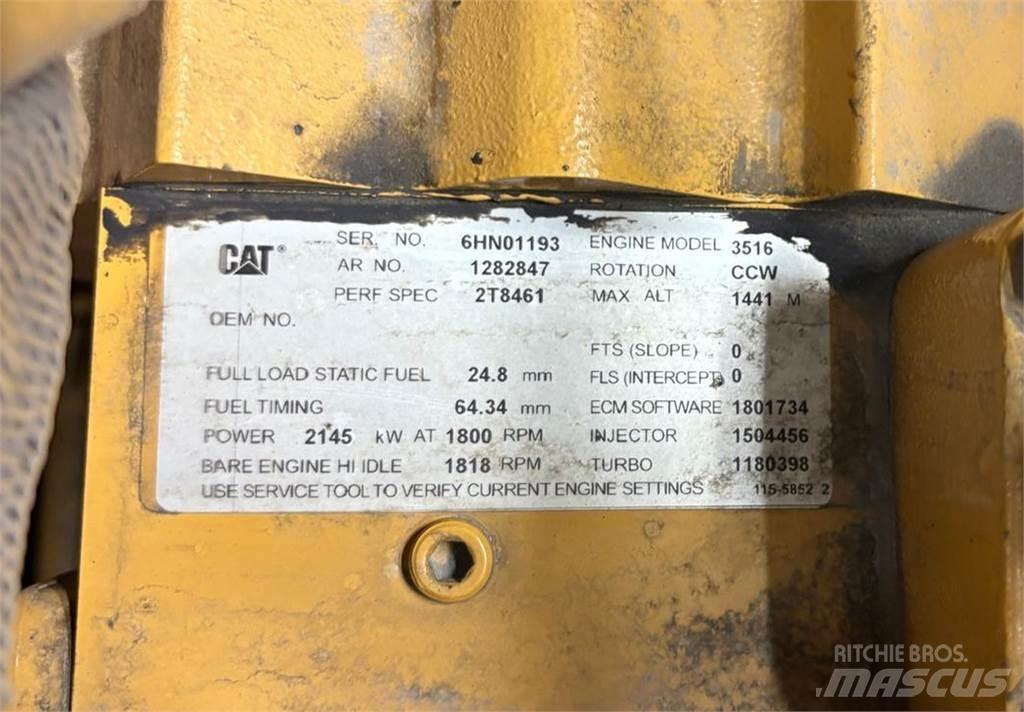 CAT®
SER. NO. 6HN01193 ENGINE MODEL 3516
AR NO. 1282847 ROTATION CCW
PERF SPEC 2T8461 MAX ALT 1441 M
OEM NO.
FTS (SLOPE) 0
FULL LOAD STATIC FUEL 24.8 mm FLS (INTERCEPT) 0
FUEL TIMING 64.34 mm ECM SOFTWARE 1801734
POWER 2145 kW AT 1800 RPM INJECTOR 1504456
BARE ENGINE HI IDLE 1818 RPM TURBO 1180398
USE SERVICE TOOL TO VERIFY CURRENT ENGINE SETTINGS 115-5852 2
RITCHIE BROS.
MASCUS